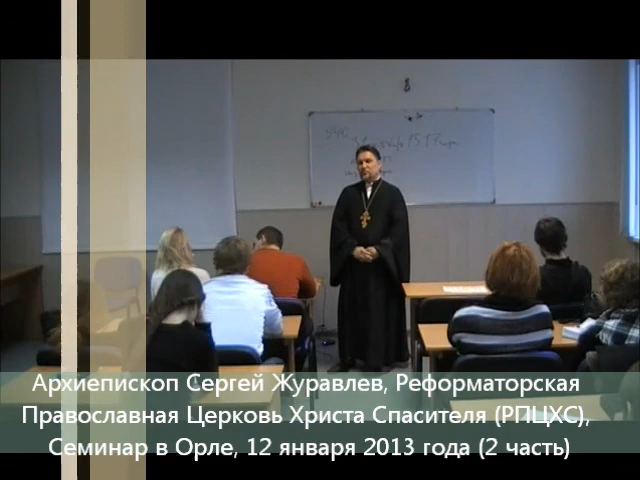 Архиепископ Сергей Журавлев, Реформаторская
Православная Церковь Христа Спасителя (РПЦХС),
Семинар в Орле, 12 января 2013 года (2 часть)